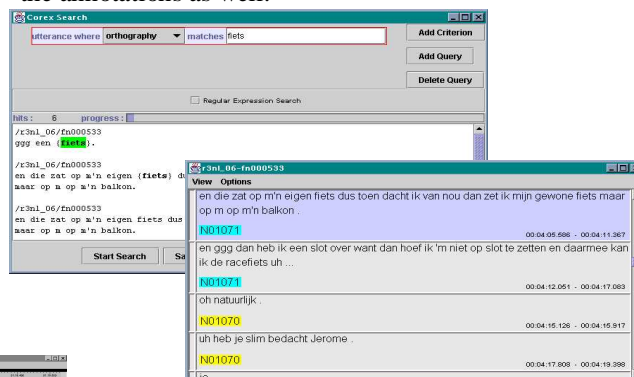 the annotations as well.
Corex Search
utterance where orthography matches fiets
Add Criterion
Add Query
Delete Query
Regular Expression Search
hits: 6 progress:
/r3nl_06/fn000533
ggg een {fiets}.
/r3nl_06/fn000533
en die zat op m'n eigen {fiets} du
maar op m op m'n balkon.
/r3nl_06/fn000533
en die zat op m'n eigen fiets dus
maar op m op m'n balkon.
Start Search Sa
r3nl_06-fn000533
View Options
en die zat op m'n eigen fiets dus toen dacht ik van nou dan zet ik mijn gewone fiets maar
op m op m'n balkon .
N01071 00:04:05.586 - 00:04:11.367
en ggg dan heb ik een slot over want dan hoef ik 'm niet op slot te zetten en daarmee kan
ik de racefiets uh ...
N01071 00:04:12.051 - 00:04:17.083
oh natuurlijk .
N01070 00:04:15.126 - 00:04:15.917
uh heb je slim bedacht Jerome .
N01070 00:04:17.808 - 00:04:19.398